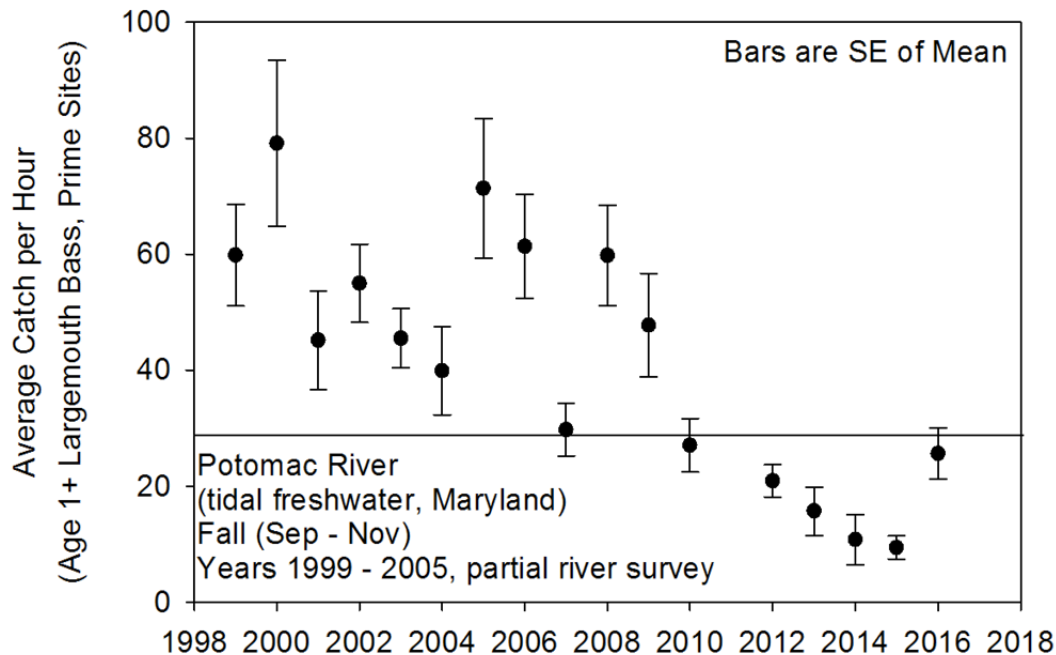 Average Catch per Hour
(Age 1+ Largemouth Bass, Prime Sites)
100
80
60
40
20
0
Bars are SE of Mean
Potomac River
(tidal freshwater, Maryland)
Fall (Sep - Nov)
Years 1999 - 2005, partial river survey
1998 2000 2002 2004 2006 2008 2010 2012 2014 2016 2018